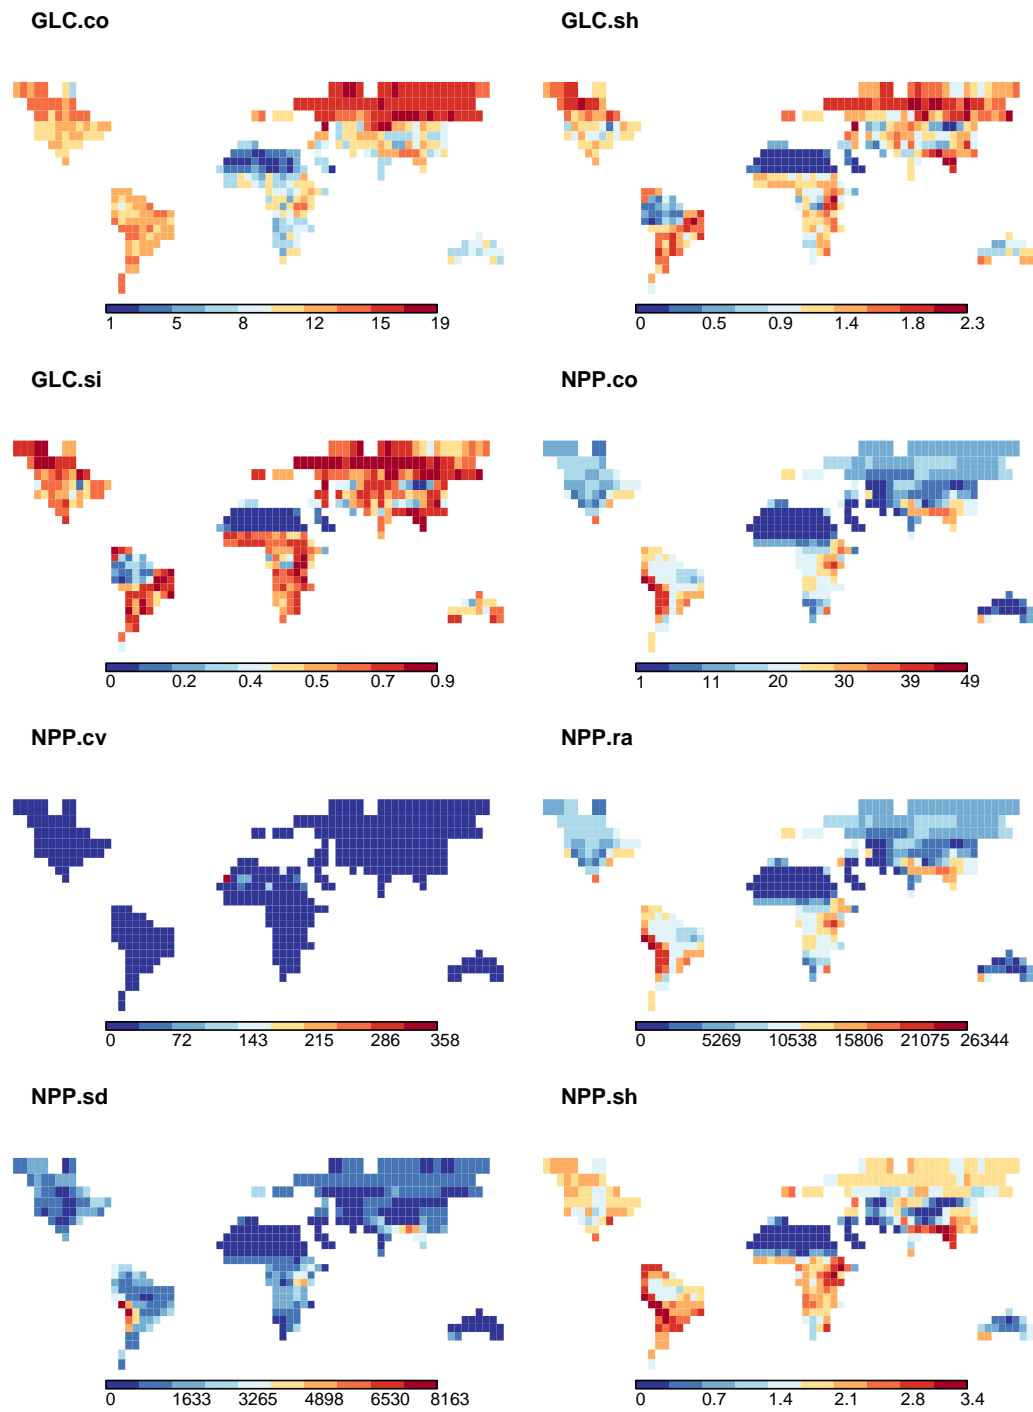 GLC.co GLC.sh
1 5 8 12 15 19 0 0.5 0.9 1.4 1.8 2.3
GLC.si NPP.co
0 0.2 0.4 0.5 0.7 0.9 1 11 20 30 39 49
NPP.cv NPP.ra
0 72 143 215 286 358 0 5269 10538 15806 21075 26344
NPP.sd NPP.sh
0 1633 3265 4898 6530 8163 0 0.7 1.4 2.1 2.8 3.4